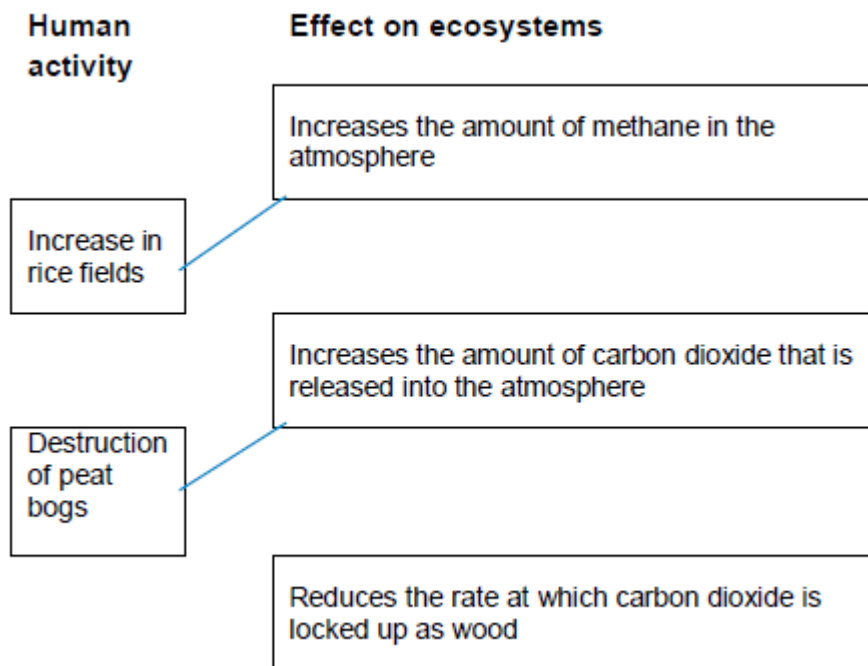 Human
activity
Effect on ecosystems
Increases the amount of methane in the
atmosphere
Increase in
rice fields
Increases the amount of carbon dioxide that is
released into the atmosphere
Destruction
of peat
bogs
Reduces the rate at which carbon dioxide is
locked up as wood